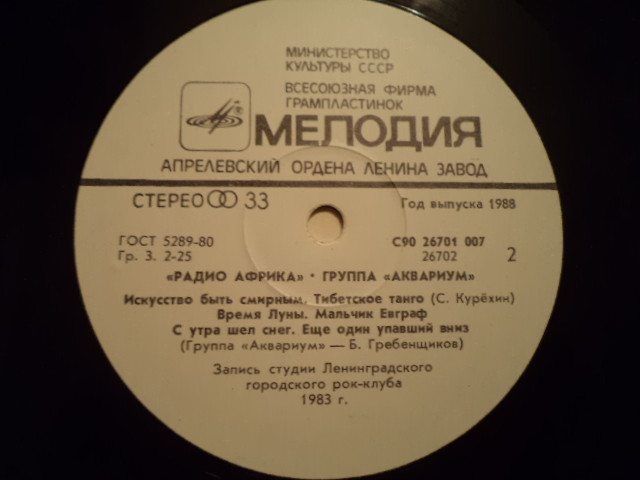 МИНИСТЕРСТВО
КУЛЬТУРЫ СССР
ВСЕСОЮЗНАЯ ФИРМА
ГРАМПЛАСТИНОК
МЕЛОДИЯ
АПРЕЛЕВСКИЙ ОРДЕНА ЛЕНИНА ЗАВОД
СТЕРЕО 33 Год выпуска 1988
ГОСТ 5289-80 С90 26701 007
Гр. 3. 2-25 26702 2
«РАДИО АФРИКА» · ГРУППА «АКВАРИУМ»
Искусство быть смирным. Тибетское танго (С. Курёхин)
Время Луны. Мальчик Евграф
С утра шел снег. Еще один упавший вниз
(Группа «Аквариум» — Б. Гребенщиков)
Запись студии Ленинградского
городского рок-клуба
1983 г.